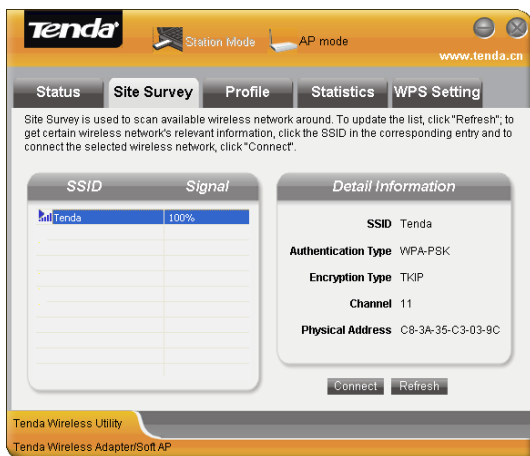 Tenda
Station Mode
AP mode
www.tenda.cn
Status
Site Survey
Profile
Statistics
WPS Setting
Site Survey is used to scan available wireless network around. To update the list, click "Refresh"; to
get certain wireless network's relevant information, click the SSID in the corresponding entry and to
connect the selected wireless network, click "Connect".
SSID Signal
Tenda 100%
Detail Information
SSID Tenda
Authentication Type WPA-PSK
Encryption Type TKIP
Channel 11
Physical Address C8-3A-35-C3-03-9C
Connect Refresh
Tenda Wireless Utility
Tenda Wireless Adapter/Soft AP